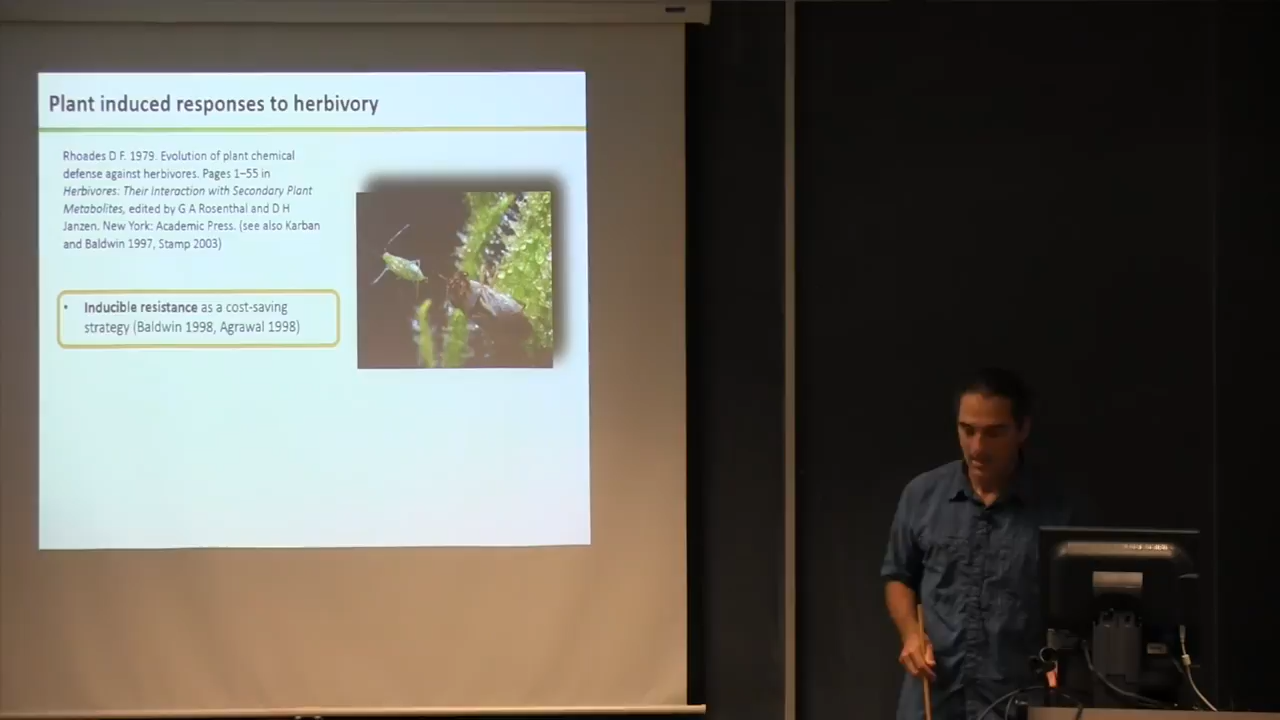 Plant induced responses to herbivory
Rhoades D F. 1979. Evolution of plant chemical
defense against herbivores. Pages 1–55 in
Herbivores: Their Interaction with Secondary Plant
Metabolites, edited by G A Rosenthal and D H
Janzen. New York: Academic Press. (see also Karban
and Baldwin 1997, Stamp 2003)
• Inducible resistance as a cost-saving
strategy (Baldwin 1998, Agrawal 1998)